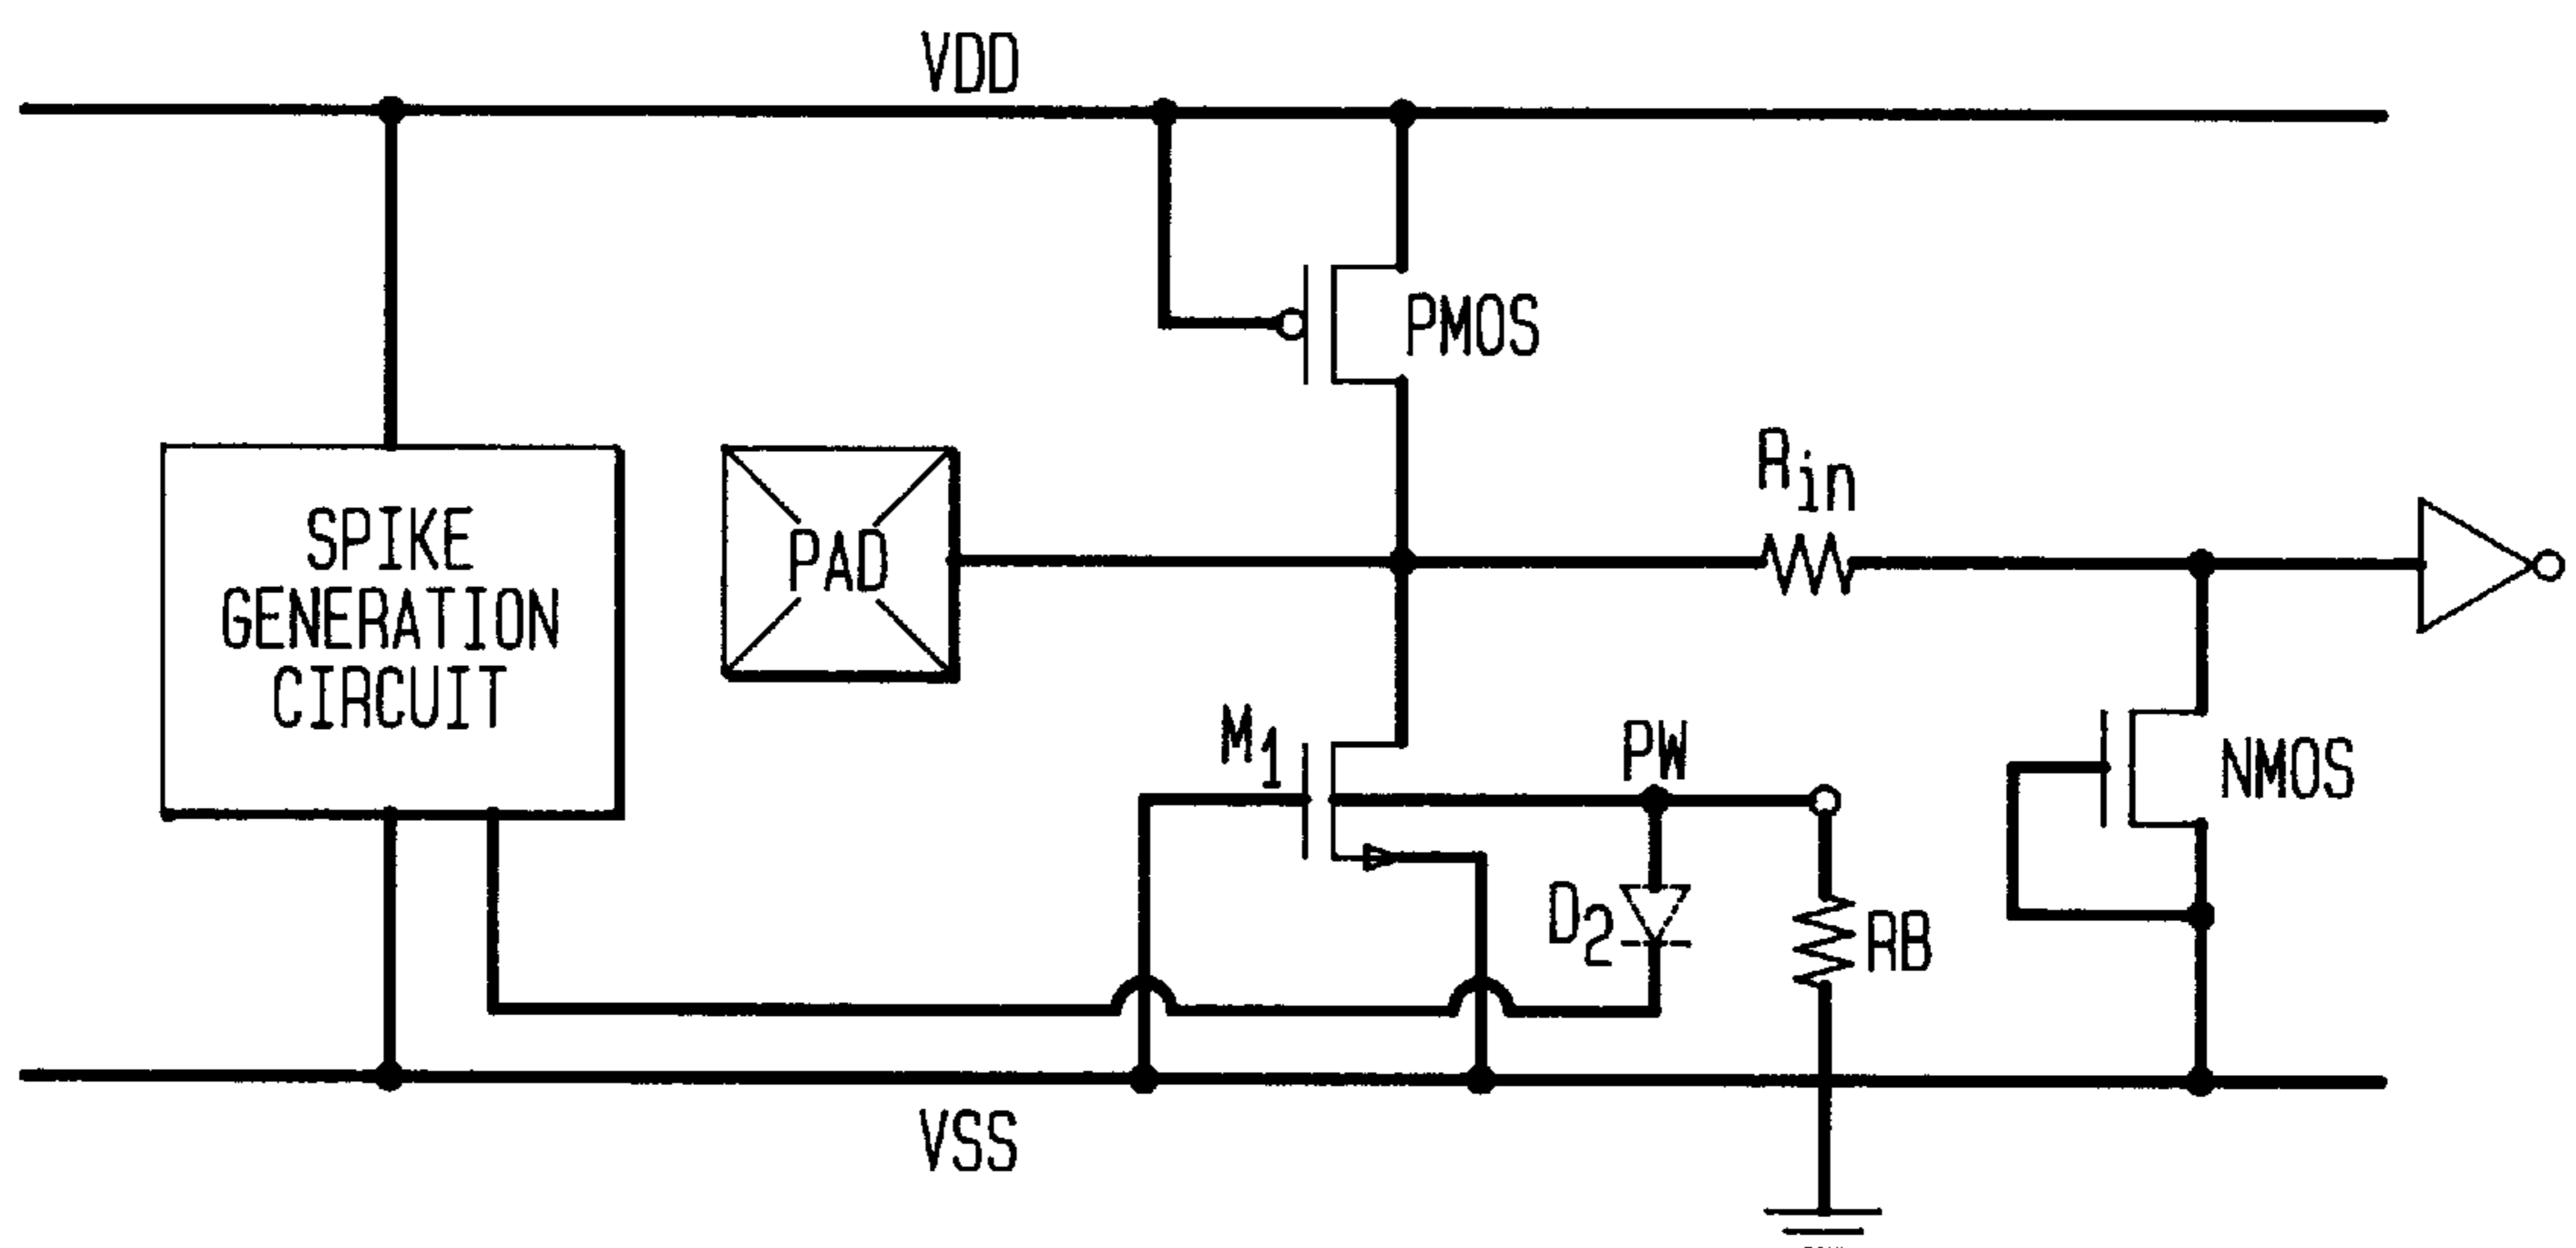 VDD
PMOS
SPIKE
GENERATION
CIRCUIT
PAD
Rin
M1
PW
NMOS
D2
RB
VSS